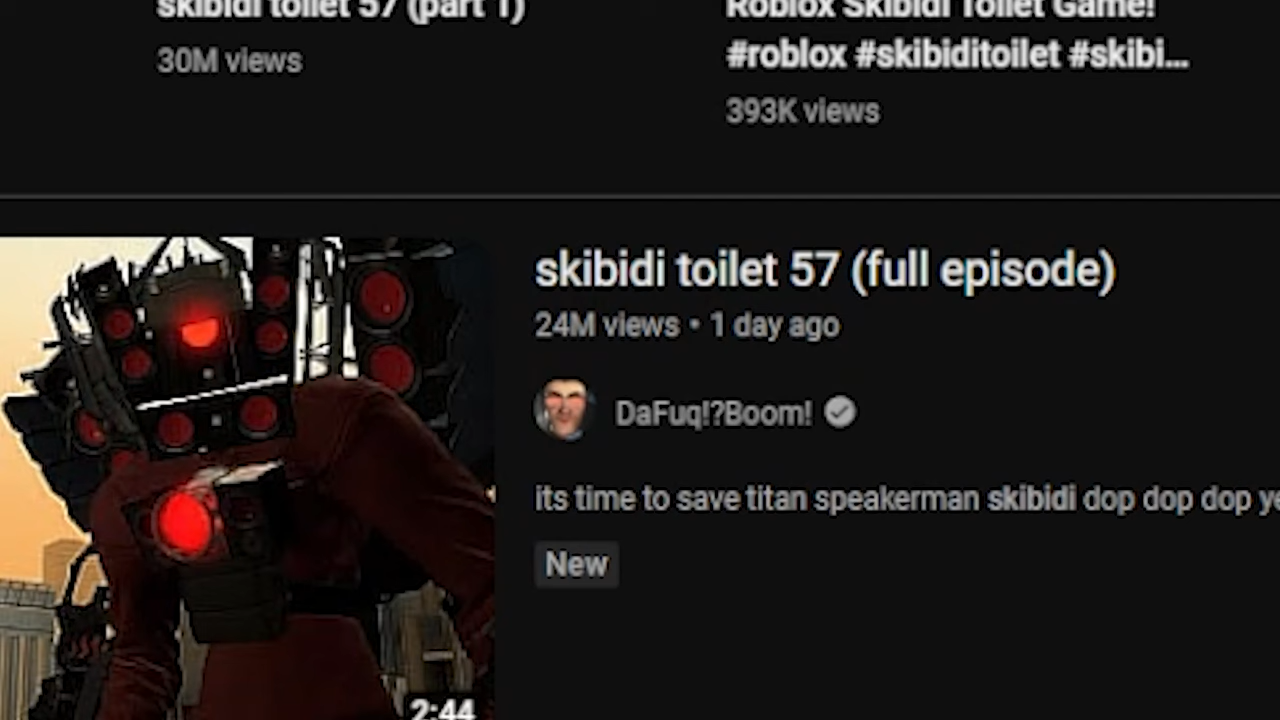 skibidi toilet 57 (part 1)
30M views
Roblox Skibidi Toilet Game!
#roblox #skibiditoilet #skibi...
393K views
skibidi toilet 57 (full episode)
24M views • 1 day ago
DaFuq!?Boom!
its time to save titan speakerman skibidi dop dop dop ye
New
2:44